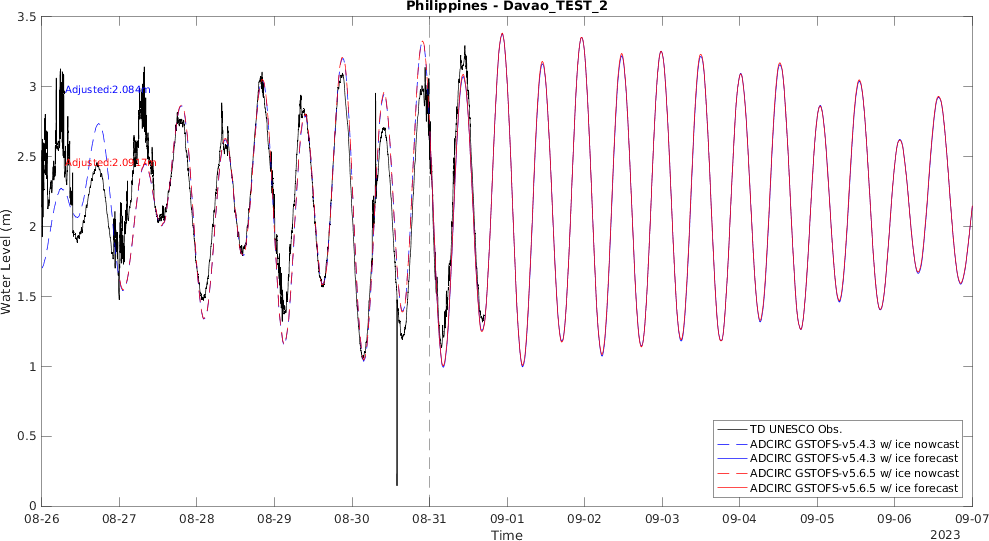 Philippines - Davao_TEST_2
3.5
3
2.5
2
1.5
1
0.5
0
Water Level (m)
Adjusted:2.084m
Adjusted:2.0917m
TD UNESCO Obs.
ADCIRC GSTOFS-v5.4.3 w/ ice nowcast
ADCIRC GSTOFS-v5.4.3 w/ ice forecast
ADCIRC GSTOFS-v5.6.5 w/ ice nowcast
ADCIRC GSTOFS-v5.6.5 w/ ice forecast
08-26 08-27 08-28 08-29 08-30 08-31 09-01 09-02 09-03 09-04 09-05 09-06 09-07
Time
2023